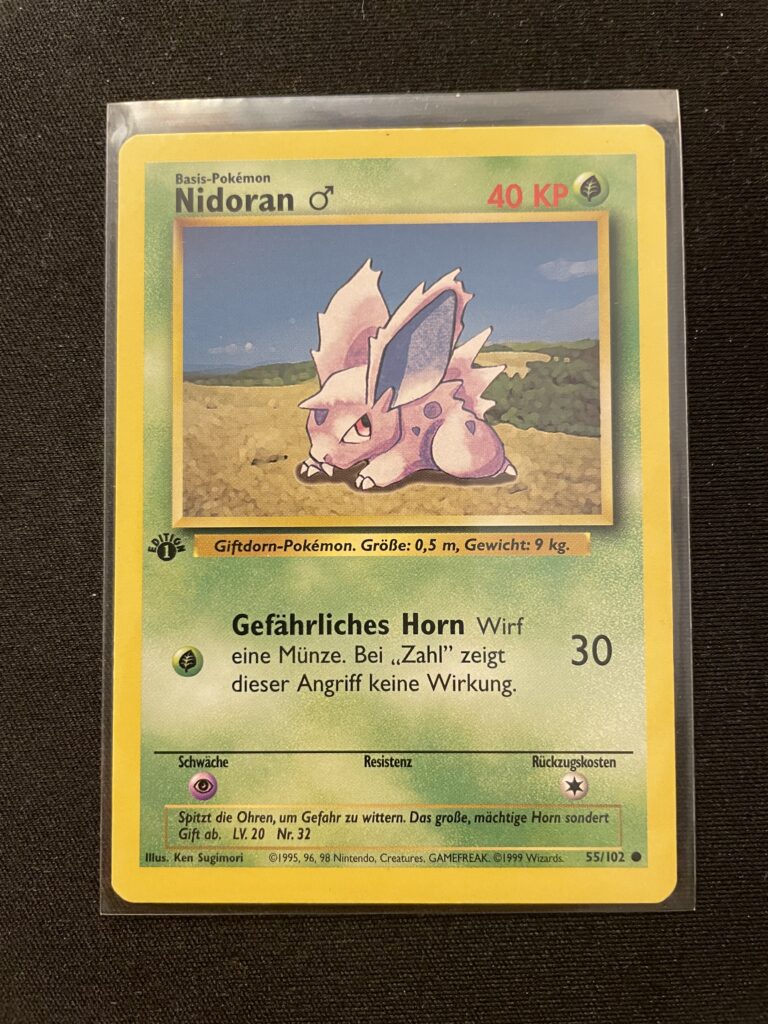 Basis-Pokémon
Nidoran ♂ 40 KP
EDITION 1
Giftdorn-Pokémon. Größe: 0,5 m, Gewicht: 9 kg.
Gefährliches Horn Wirf
eine Münze. Bei „Zahl” zeigt
dieser Angriff keine Wirkung.
30
Schwäche Resistenz Rückzugskosten
Spitzt die Ohren, um Gefahr zu wittern. Das große, mächtige Horn sondert
Gift ab. LV. 20 Nr. 32
Illus. Ken Sugimori ©1995, 96, 98 Nintendo, Creatures, GAMEFREAK. ©1999 Wizards. 55/102 ●